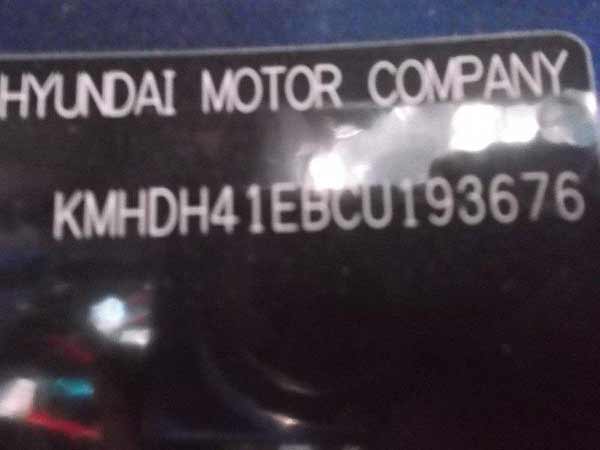 HYUNDAI MOTOR COMPANY
KMHDH41EBCU193676